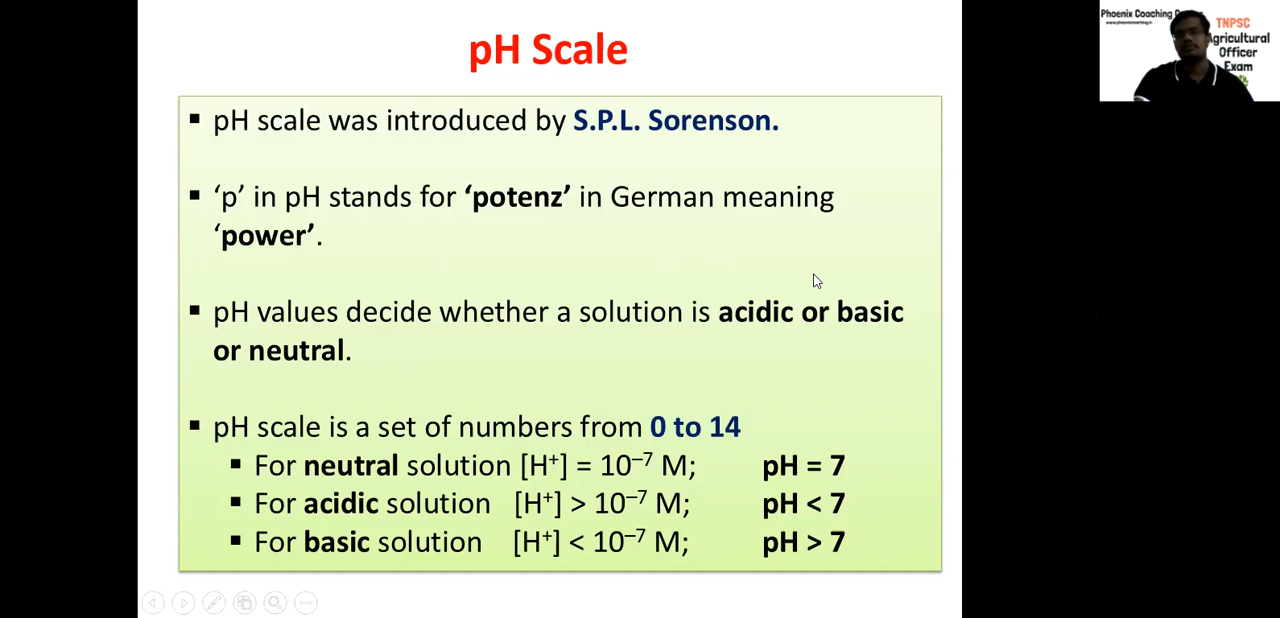 pH Scale
▪ pH scale was introduced by S.P.L. Sorenson.
▪ ‘p’ in pH stands for ‘potenz’ in German meaning
‘power’.
▪ pH values decide whether a solution is acidic or basic
or neutral.
▪ pH scale is a set of numbers from 0 to 14
▪ For neutral solution [H⁺] = 10⁻⁷ M; pH = 7
▪ For acidic solution [H⁺] > 10⁻⁷ M; pH < 7
▪ For basic solution [H⁺] < 10⁻⁷ M; pH > 7
Phoenix Coaching
TNPSC
Agricultural
Officer
Exam